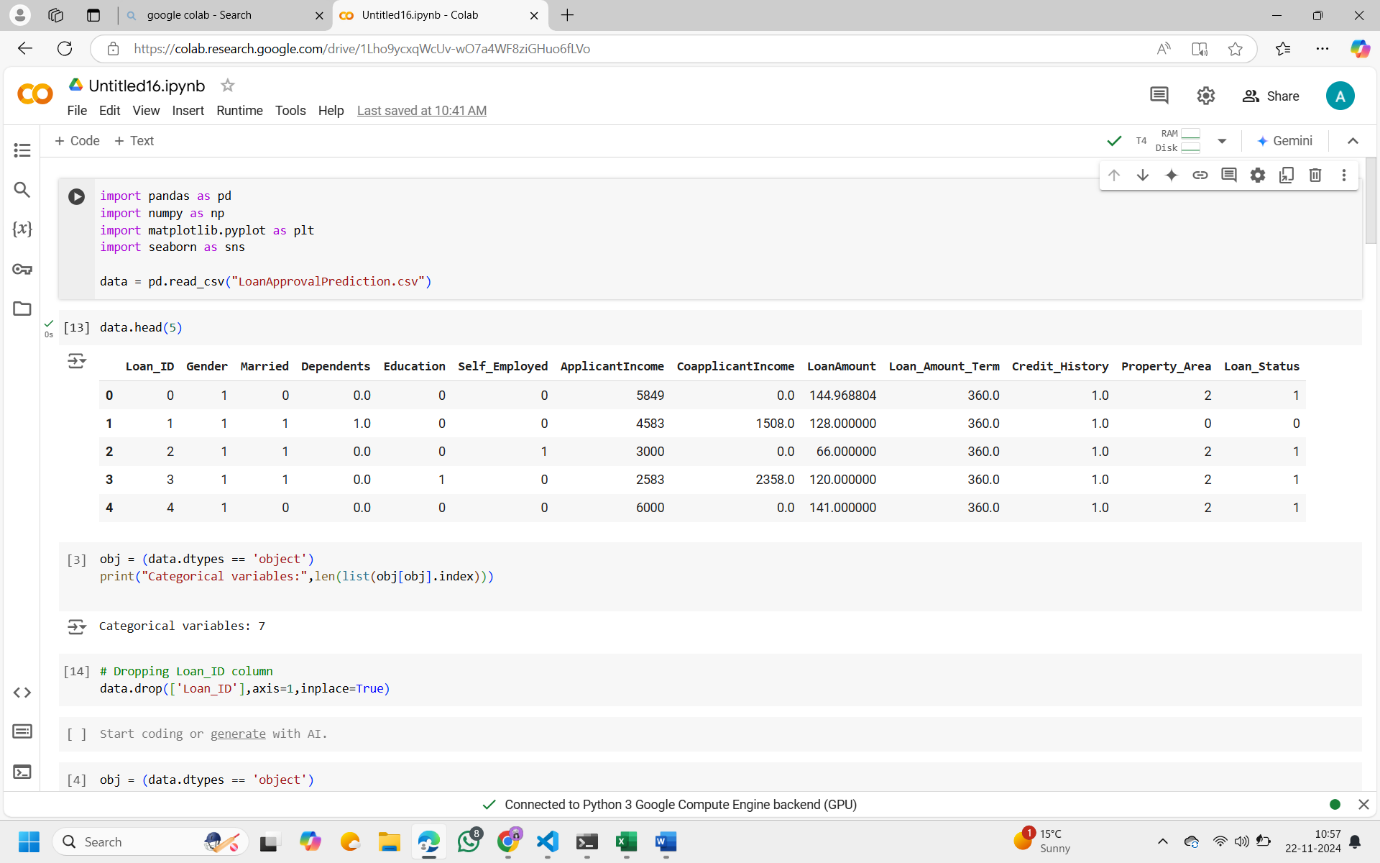 google colab - Search
Untitled16.ipynb - Colab
https://colab.research.google.com/drive/1Lho9ycxqWcUv-wO7a4WF8ziGHuo6fLVo
Untitled16.ipynb
File Edit View Insert Runtime Tools Help Last saved at 10:41 AM
Share
A
+ Code + Text
T4 RAM Disk
Gemini
import pandas as pd
import numpy as np
import matplotlib.pyplot as plt
import seaborn as sns
data = pd.read_csv("LoanApprovalPrediction.csv")
0s
[13] data.head(5)
Loan_ID Gender Married Dependents Education Self_Employed ApplicantIncome CoapplicantIncome LoanAmount Loan_Amount_Term Credit_History Property_Area Loan_Status
0 0 1 0 0.0 0 0 5849 0.0 144.968804 360.0 1.0 2 1
1 1 1 1 1.0 0 0 4583 1508.0 128.000000 360.0 1.0 0 0
2 2 1 1 0.0 0 1 3000 0.0 66.000000 360.0 1.0 2 1
3 3 1 1 0.0 1 0 2583 2358.0 120.000000 360.0 1.0 2 1
4 4 1 0 0.0 0 0 6000 0.0 141.000000 360.0 1.0 2 1
[3] obj = (data.dtypes == 'object')
print("Categorical variables:",len(list(obj[obj].index)))
Categorical variables: 7
[14] # Dropping Loan_ID column
data.drop(['Loan_ID'],axis=1,inplace=True)
[ ] Start coding or generate with AI.
[4] obj = (data.dtypes == 'object')
Connected to Python 3 Google Compute Engine backend (GPU)
Search
8
1
15°C
Sunny
10:57
22-11-2024